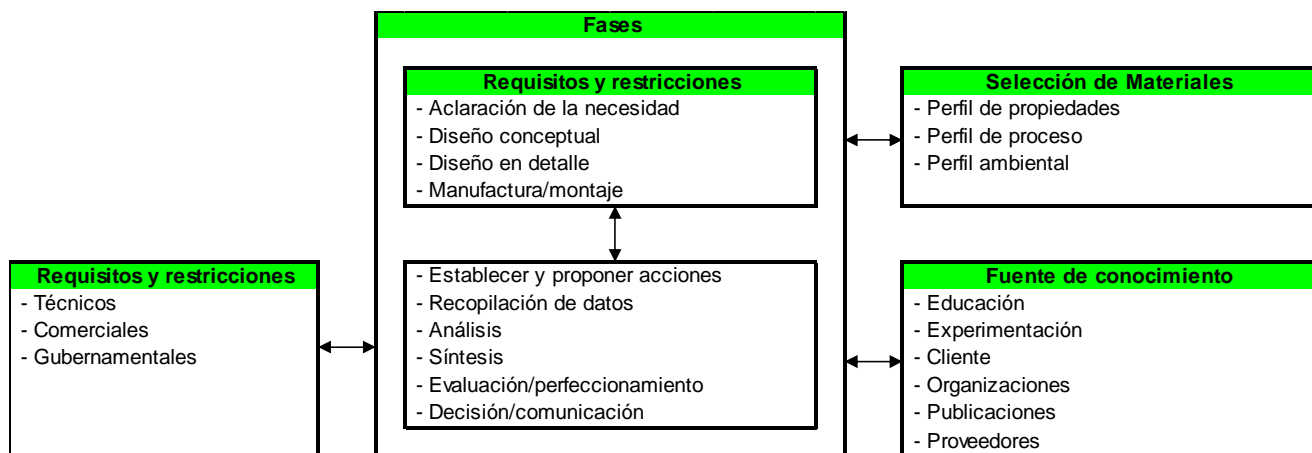 Fases
Requisitos y restricciones
- Aclaración de la necesidad
- Diseño conceptual
- Diseño en detalle
- Manufactura/montaje
Selección de Materiales
- Perfil de propiedades
- Perfil de proceso
- Perfil ambiental
Requisitos y restricciones
- Técnicos
- Comerciales
- Gubernamentales
- Establecer y proponer acciones
- Recopilación de datos
- Análisis
- Síntesis
- Evaluación/perfeccionamiento
- Decisión/comunicación
Fuente de conocimiento
- Educación
- Experimentación
- Cliente
- Organizaciones
- Publicaciones
- Proveedores